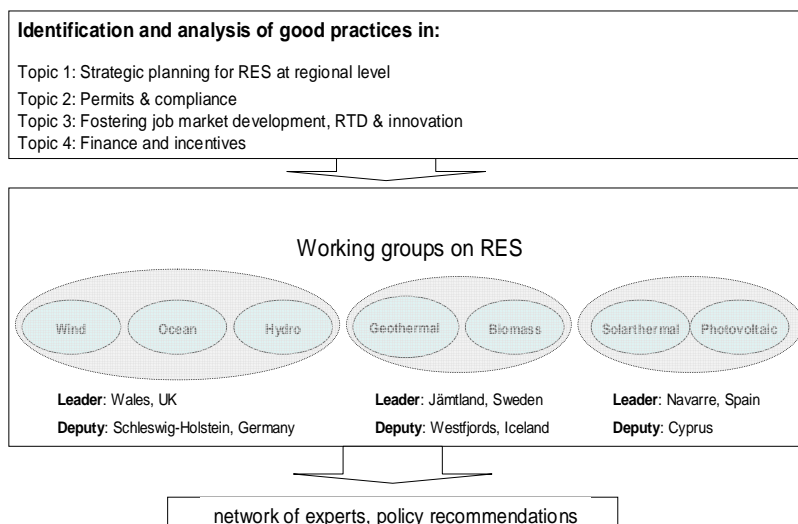 Identification and analysis of good practices in:
Topic 1: Strategic planning for RES at regional level
Topic 2: Permits & compliance
Topic 3: Fostering job market development, RTD & innovation
Topic 4: Finance and incentives
Working groups on RES
Wind Ocean Hydro Geothermal Biomass Solarthermal Photovoltaic
Leader: Wales, UK
Deputy: Schleswig-Holstein, Germany
Leader: Jämtland, Sweden
Deputy: Westfjords, Iceland
Leader: Navarre, Spain
Deputy: Cyprus
network of experts, policy recommendations